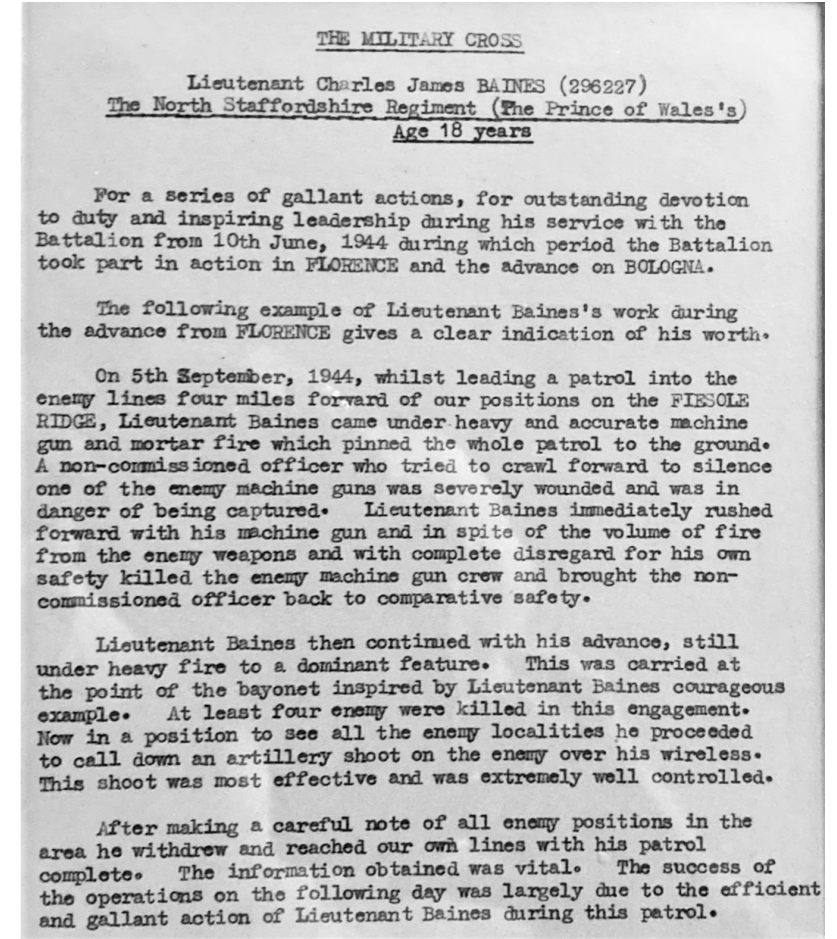 THE MILITARY CROSS
Lieutenant Charles James BAINES (296227)
The North Staffordshire Regiment (The Prince of Wales's)
Age 18 years
For a series of gallant actions, for outstanding devotion
to duty and inspiring leadership during his service with the
Battalion from 10th June, 1944 during which period the Battalion
took part in action in FLORENCE and the advance on BOLOGNA.
The following example of Lieutenant Baines's work during
the advance from FLORENCE gives a clear indication of his worth.
On 5th September, 1944, whilst leading a patrol into the
enemy lines four miles forward of our positions on the FIESOLE
RIDGE, Lieutenant Baines came under heavy and accurate machine
gun and mortar fire which pinned the whole patrol to the ground.
A non-commissioned officer who tried to crawl forward to silence
one of the enemy machine guns was severely wounded and was in
danger of being captured. Lieutenant Baines immediately rushed
forward with his machine gun and in spite of the volume of fire
from the enemy weapons and with complete disregard for his own
safety killed the enemy machine gun crew and brought the non-
commissioned officer back to comparative safety.
Lieutenant Baines then continued with his advance, still
under heavy fire to a dominant feature. This was carried at
the point of the bayonet inspired by Lieutenant Baines courageous
example. At least four enemy were killed in this engagement.
Now in a position to see all the enemy localities he proceeded
to call down an artillery shoot on the enemy over his wireless.
This shoot was most effective and was extremely well controlled.
After making a careful note of all enemy positions in the
area he withdrew and reached our own lines with his patrol
complete. The information obtained was vital. The success of
the operations on the following day was largely due to the efficient
and gallant action of Lieutenant Baines during this patrol.